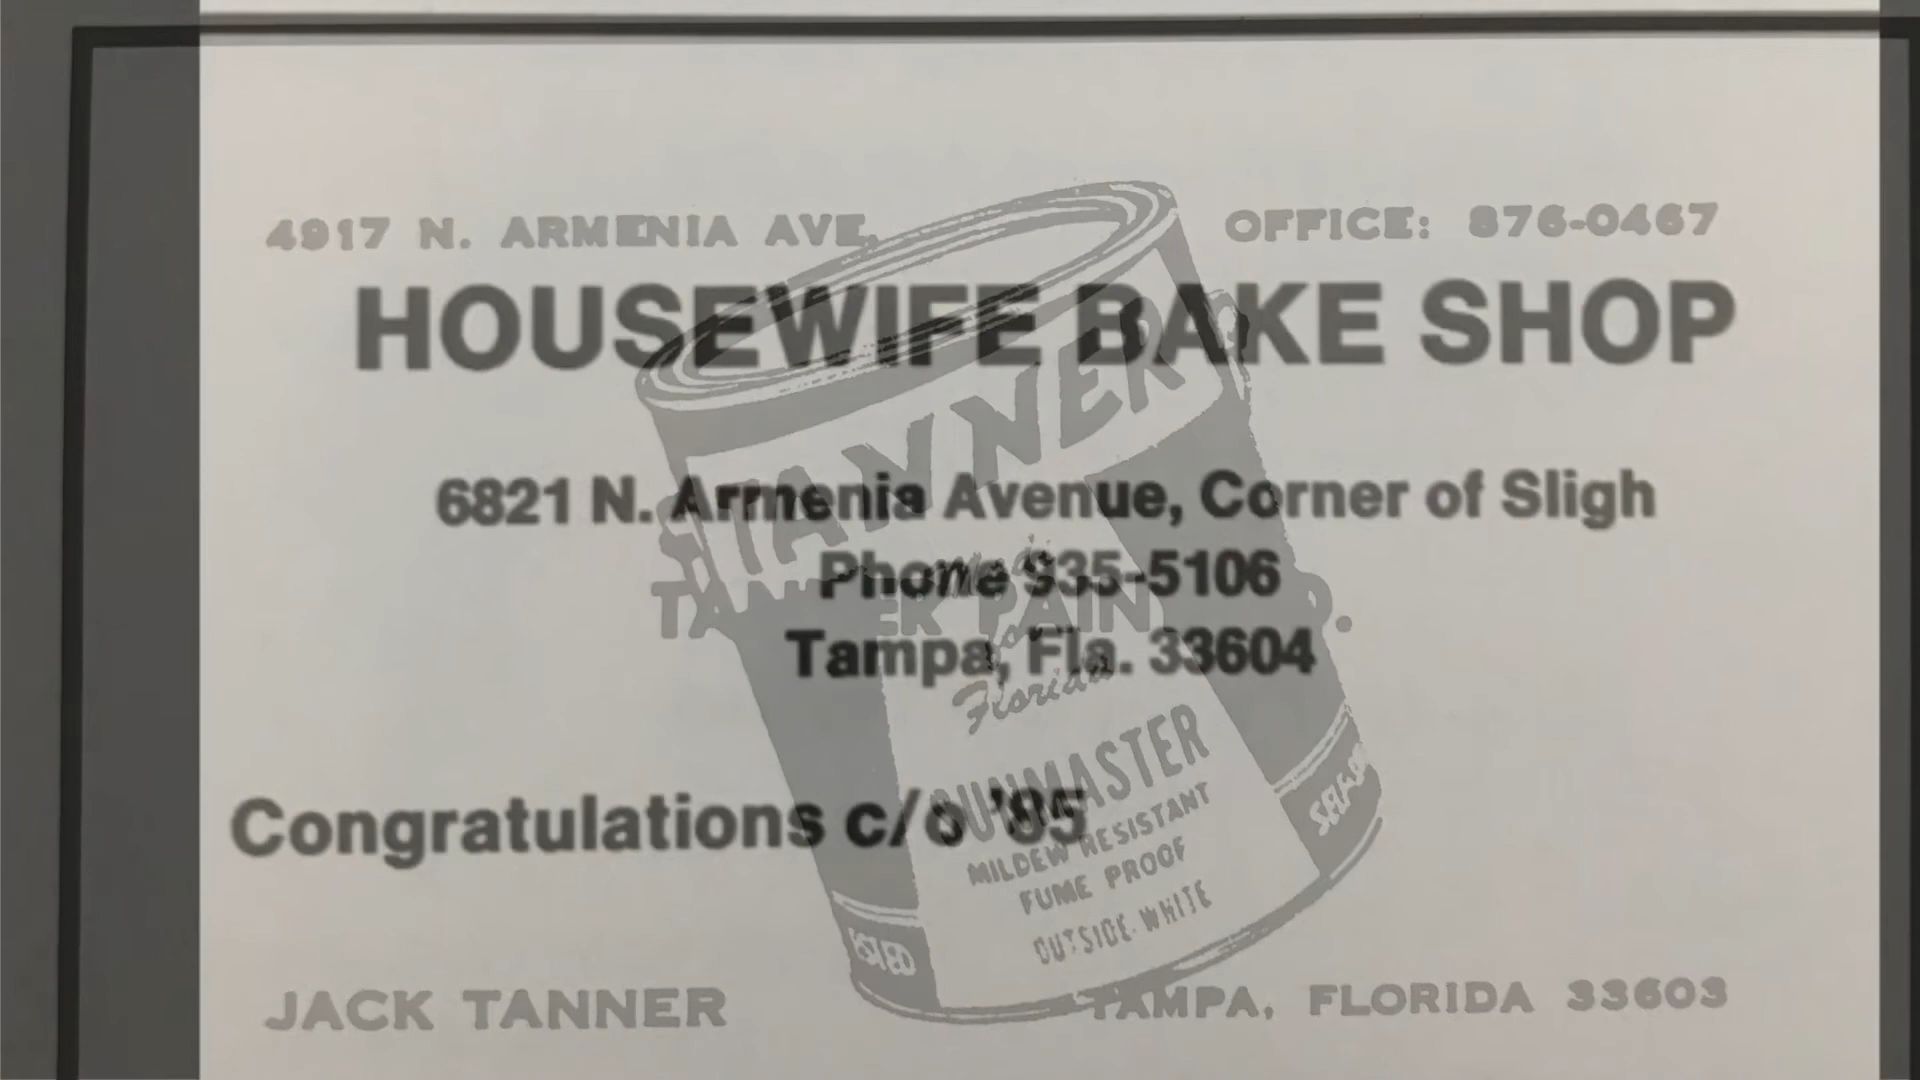 4917 N. ARMENIA AVE.
OFFICE: 876-0467
HOUSEWIFE BAKE SHOP
TANNER
6821 N. Armenia Avenue, Corner of Sligh
Phone 935-5106
Tampa, Fla. 33604
Florida
SUNMASTER
MILDEW RESISTANT
FUME PROOF
OUTSIDE WHITE
Congratulations c/o '85
JACK TANNER
TAMPA, FLORIDA 33603